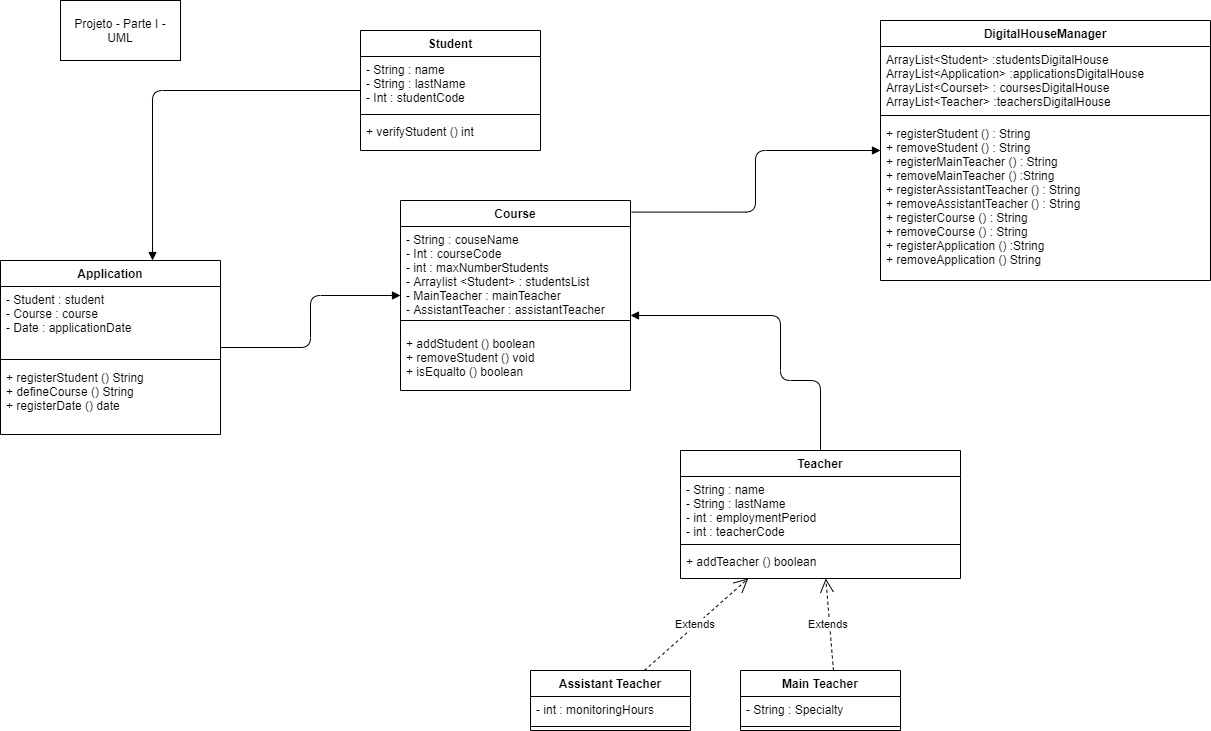 Projeto - Parte I -
UML
Student
- String : name
- String : lastName
- Int : studentCode
+ verifyStudent () int
DigitalHouseManager
ArrayList<Student> :studentsDigitalHouse
ArrayList<Application> :applicationsDigitalHouse
ArrayList<Courset> : coursesDigitalHouse
ArrayList<Teacher> :teachersDigitalHouse
+ registerStudent () : String
+ removeStudent () : String
+ registerMainTeacher () : String
+ removeMainTeacher () :String
+ registerAssistantTeacher () : String
+ removeAssistantTeacher () : String
+ registerCourse () : String
+ removeCourse () : String
+ registerApplication () :String
+ removeApplication () String
Course
- String : couseName
- Int : courseCode
- int : maxNumberStudents
- Arraylist <Student> : studentsList
- MainTeacher : mainTeacher
- AssistantTeacher : assistantTeacher
+ addStudent () boolean
+ removeStudent () void
+ isEqualto () boolean
Application
- Student : student
- Course : course
- Date : applicationDate
+ registerStudent () String
+ defineCourse () String
+ registerDate () date
Teacher
- String : name
- String : lastName
- int : employmentPeriod
- int : teacherCode
+ addTeacher () boolean
Extends
Extends
Assistant Teacher
- int : monitoringHours
Main Teacher
- String : Specialty